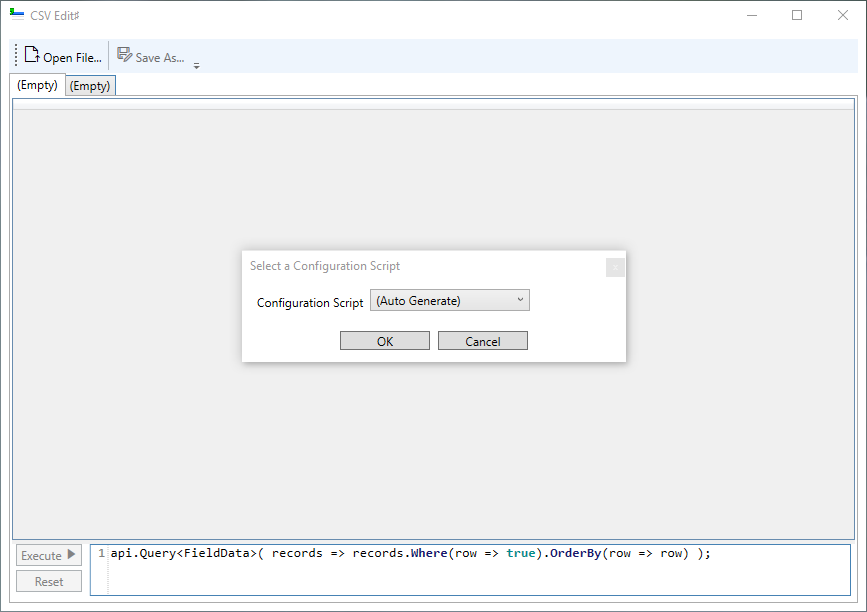 CSV Edit♯
Open File... Save As...
(Empty) (Empty)
Select a Configuration Script
Configuration Script (Auto Generate)
OK Cancel
Execute
Reset
1 api.Query<FieldData>( records => records.Where(row => true).OrderBy(row => row) );